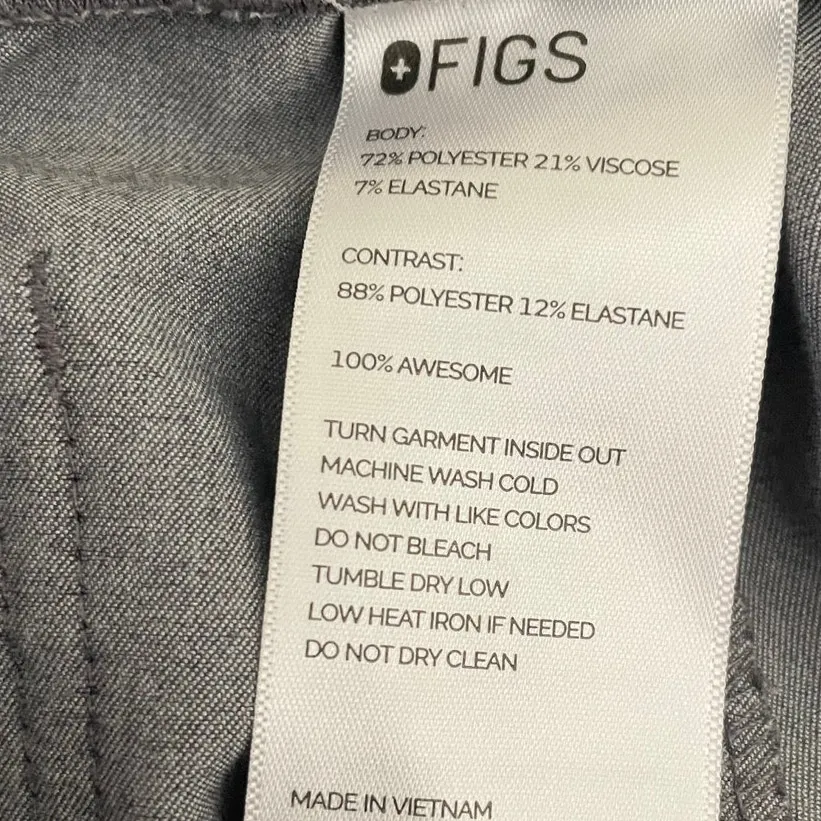 FIGS
BODY:
72% POLYESTER 21% VISCOSE
7% ELASTANE
CONTRAST:
88% POLYESTER 12% ELASTANE
100% AWESOME
TURN GARMENT INSIDE OUT
MACHINE WASH COLD
WASH WITH LIKE COLORS
DO NOT BLEACH
TUMBLE DRY LOW
LOW HEAT IRON IF NEEDED
DO NOT DRY CLEAN
MADE IN VIETNAM